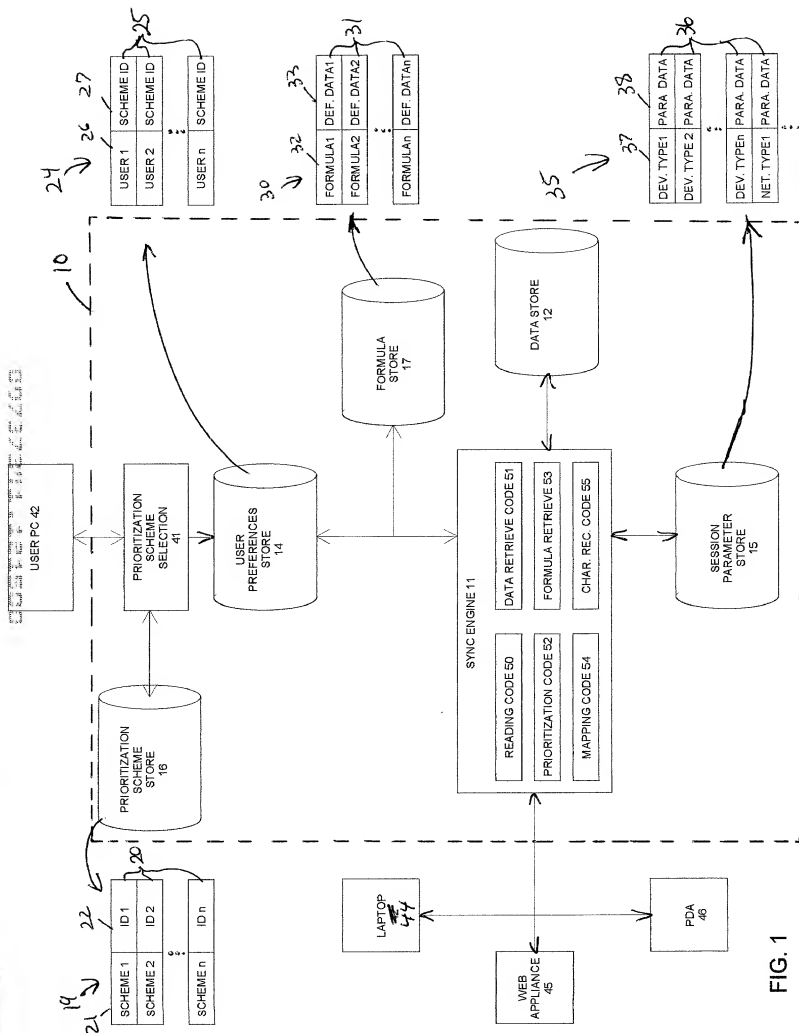 USER PC 42
10
PRIORITIZATION
SCHEME
STORE
16
PRIORITIZATION
SCHEME
SELECTION
41
USER
PREFERENCES
STORE
14
FORMULA
STORE
17
19
21
22
20
SCHEME 1 ID 1
SCHEME 2 ID 2
SCHEME n ID n
24
26
27
25
USER 1 SCHEME ID
USER 2 SCHEME ID
USER n SCHEME ID
30
32
33
31
FORMULA1 DEF. DATA1
FORMULA2 DEF. DATA2
FORMULAn DEF. DATAn
LAPTOP
44
WEB
APPLIANCE
45
PDA
46
SYNC ENGINE 11
READING CODE 50
DATA RETRIEVE CODE 51
PRIORITIZATION CODE 52
FORMULA RETRIEVE 53
MAPPING CODE 54
CHAR. REC. CODE 55
DATA STORE
12
SESSION
PARAMETER
STORE
15
35
37
38
36
DEV. TYPE1 PARA. DATA
DEV. TYPE 2 PARA. DATA
DEV. TYPEn PARA. DATA
NET. TYPE1 PARA. DATA
FIG. 1